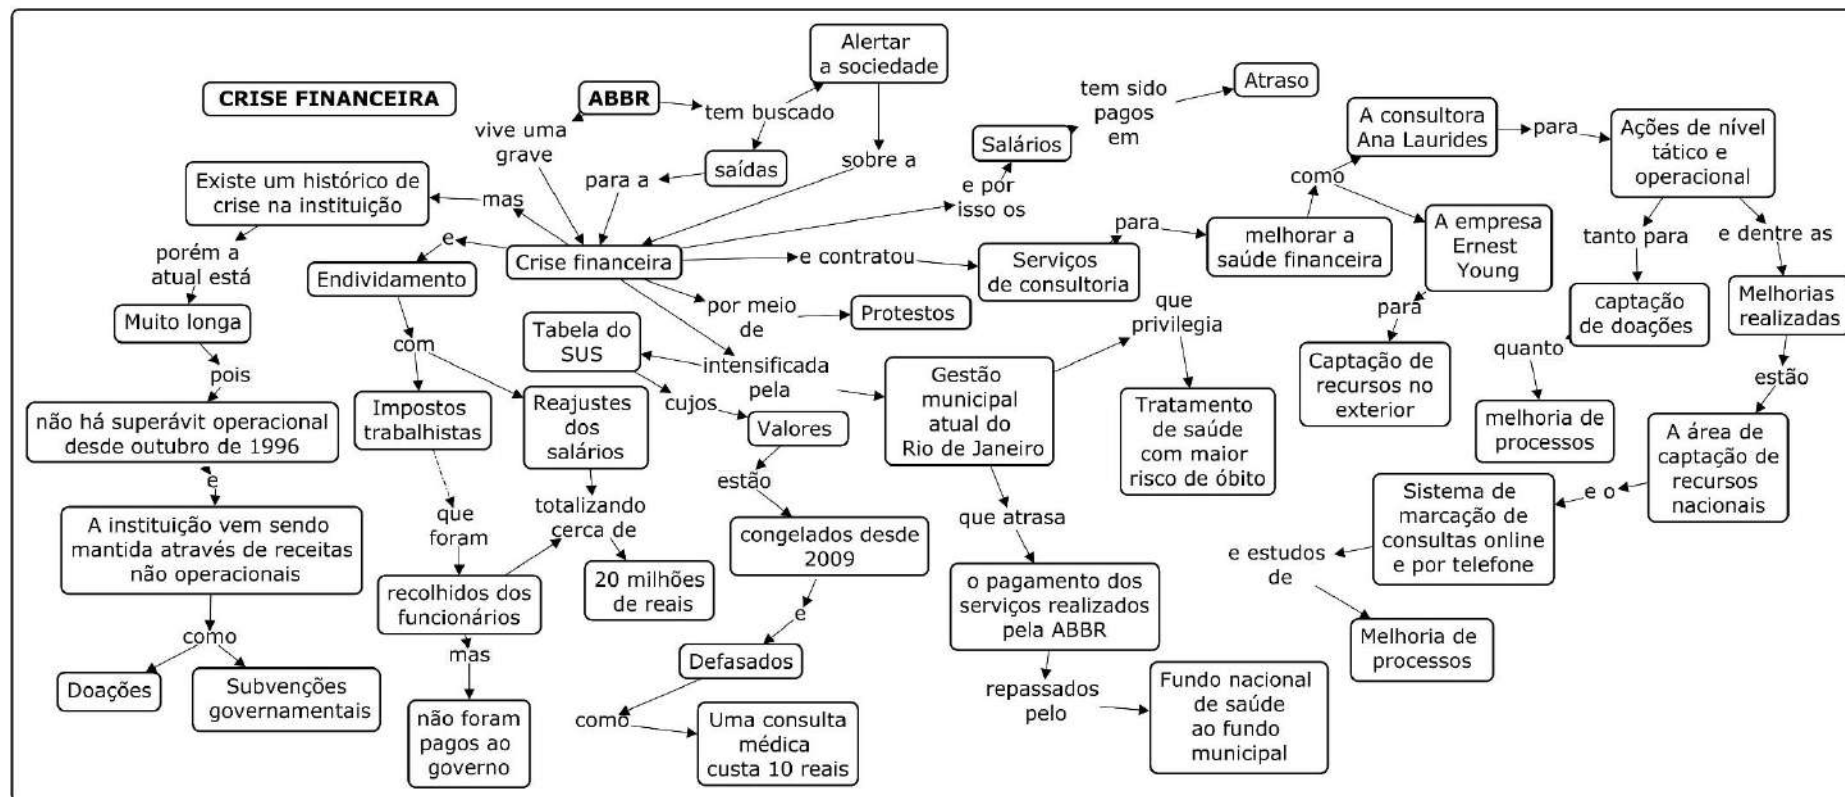 CRISE FINANCEIRA
ABBR
tem buscado
Alertar
a sociedade
sobre a
saídas
para a
vive uma
grave
Crise financeira
mas
Existe um histórico de
crise na instituição
porém a
atual está
Muito longa
pois
não há superávit operacional
desde outubro de 1996
e
A instituição vem sendo
mantida através de receitas
não operacionais
como
Doações
Subvenções
governamentais
e
Endividamento
com
Impostos
trabalhistas
que
foram
recolhidos dos
funcionários
mas
não foram
pagos ao
governo
Reajustes
dos
salários
totalizando
cerca de
20 milhões
de reais
e por
isso os
Salários
tem sido
pagos
em
Atraso
e contratou
Serviços
de consultoria
para
melhorar a
saúde financeira
como
A consultora
Ana Laurides
para
Ações de nível
tático e
operacional
tanto para
captação
de doações
quanto
melhoria de
processos
e dentre as
Melhorias
realizadas
estão
A área de
captação de
recursos
nacionais
e o
Sistema de
marcação de
consultas online
e por telefone
e estudos
de
Melhoria de
processos
A empresa
Ernest
Young
para
Captação de
recursos no
exterior
por meio
de
Protestos
intensificada
pela
Tabela do
SUS
cujos
Valores
estão
congelados desde
2009
e
Defasados
como
Uma consulta
médica
custa 10 reais
Gestão
municipal
atual do
Rio de Janeiro
que
privilegia
Tratamento
de saúde
com maior
risco de óbito
que atrasa
o pagamento dos
serviços realizados
pela ABBR
repassados
pelo
Fundo nacional
de saúde
ao fundo
municipal